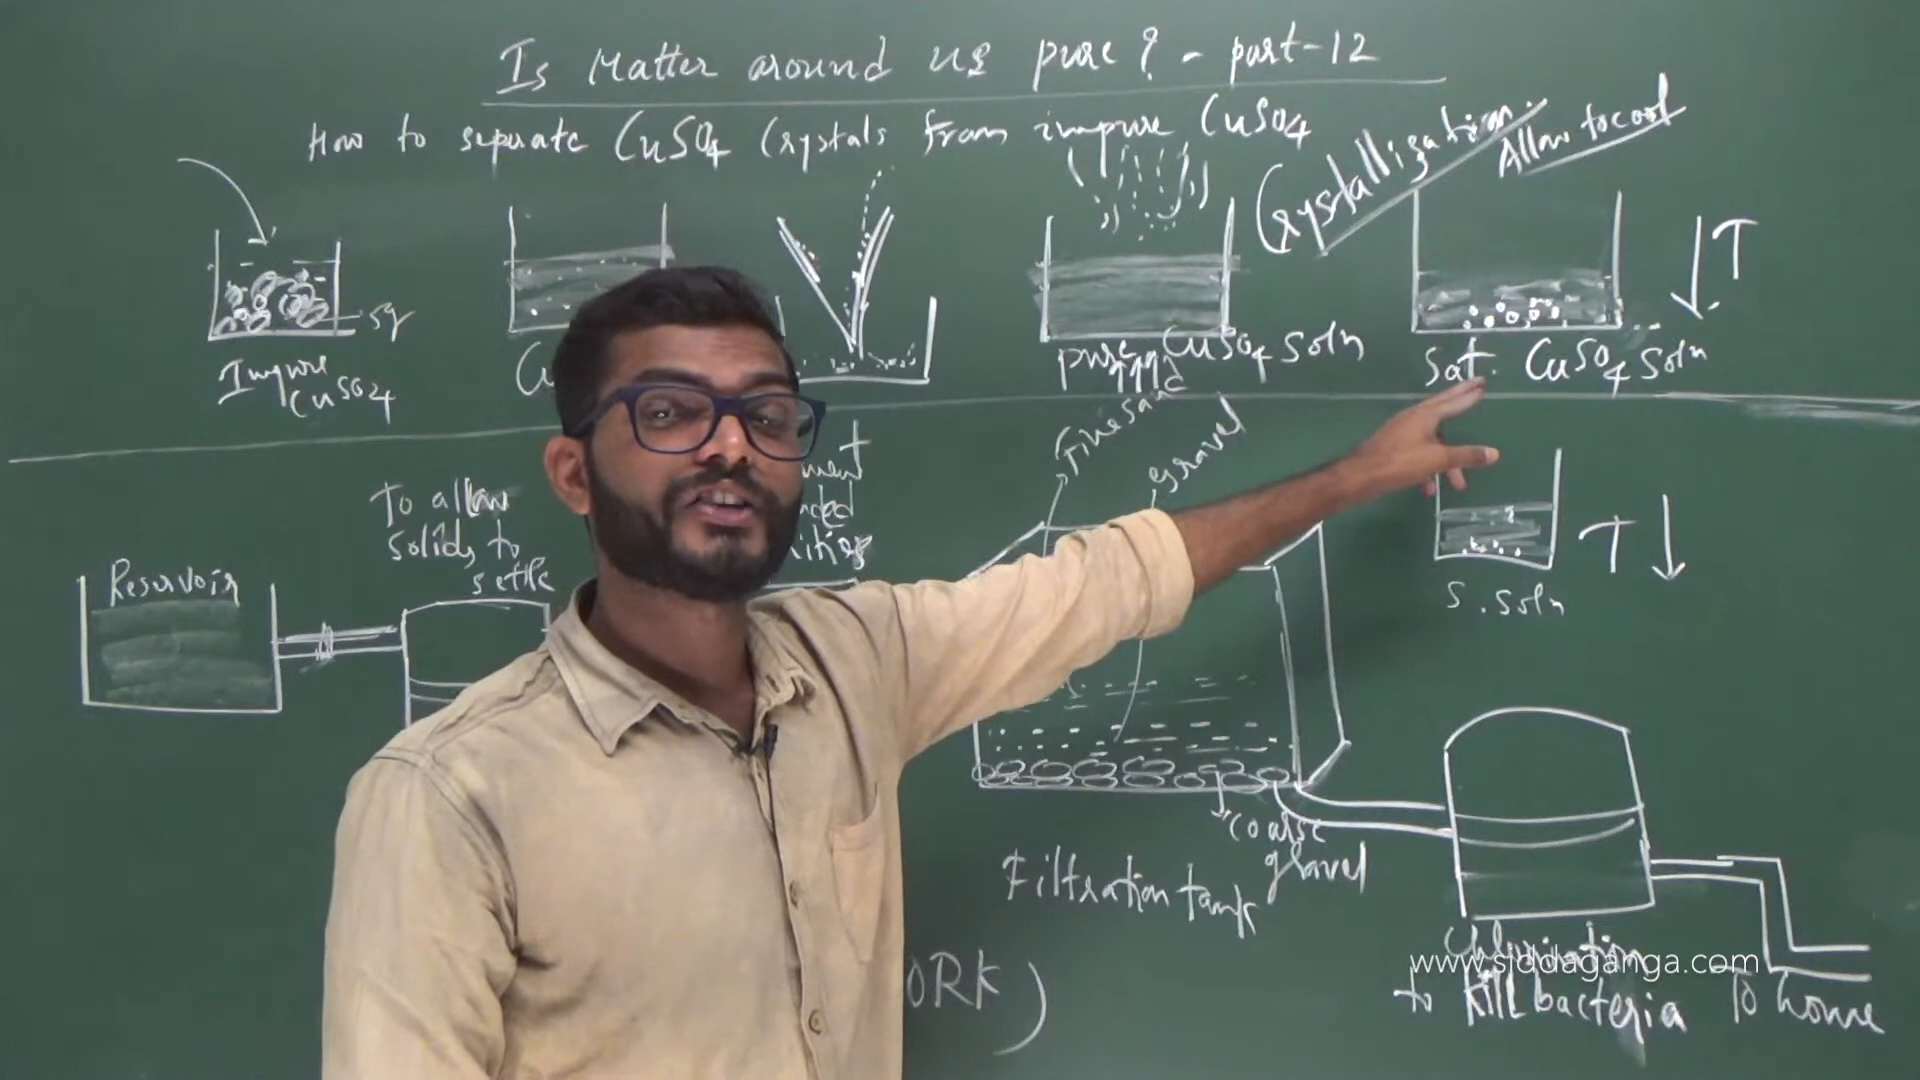 Is Matter around us pure? - part-12
How to sepuate CuSO4 Crystals from impure CuSO4
Crystallization
Allow to cool
T
5g
Impure
CuSO4
pure CuSO4 Soln
Sat. CuSO4 Soln
Fine sand
gravel
To allow
solids to
settle
Reservoir
T
S. Soln
coarse
gravel
Filtration tank
ORK)
Chlorination
www.siddaganga.com
to kill bacteria
To home